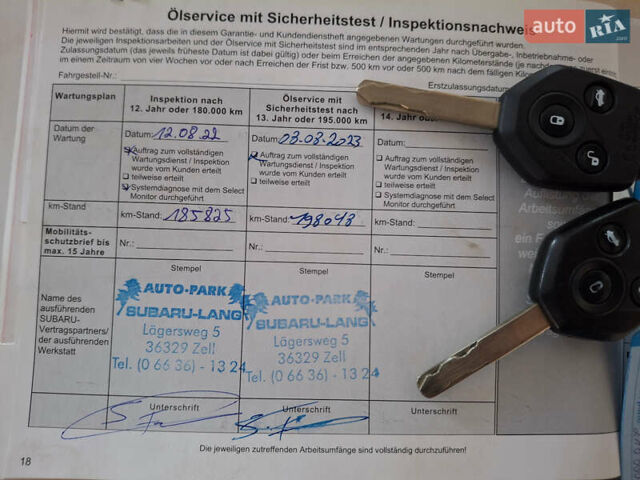 Ölservice mit Sicherheitstest / Inspektionsnachweis
auto RIA .com
Hiermit wird bestätigt, dass die in diesem Garantie- und Kundendienstheft angegebenen Wartungen durchgeführt wurden.
Die jeweiligen Inspektionsarbeiten und der Ölservice mit Sicherheitstest sind im entsprechenden Jahr nach Übergabe-, Inbetriebnahme- oder
Zulassungsdatum (das jeweils früheste Datum ist dabei gültig) oder beim Erreichen der angegebenen Kilometerstände (je nachdem, was zuerst eintritt)
in einem Zeitraum von vier Wochen vor oder nach Erreichen der Frist bzw. 500 km vor oder 500 km nach dem fälligen
Fahrgestell-Nr.:
Erstzulassungsdatum
Wartungsplan
Inspektion nach
12. Jahr oder 180.000 km
Ölservice mit
Sicherheitstest nach
13. Jahr oder 195.000 km
14. Jahr
Datum der
Wartung
Datum: 12.08.22
Auftrag zum vollständigen
Wartungsdienst / Inspektion
wurde vom Kunden erteilt
teilweise erteilt
Systemdiagnose mit dem Select
Monitor durchgeführt
Datum: 03.03.2023
Auftrag zum vollständigen
Wartungsdienst / Inspektion
wurde vom Kunden erteilt
teilweise erteilt
Datum:
Auftrag zum vollständigen
Wartungsdienst / Inspektion
wurde vom Kunden erteilt
teilweise erteilt
Systemdiagnose mit dem Select
Monitor durchgeführt
km-Stand
km-Stand: 185825
km-Stand: 198043
km-Stand:
Mobilitäts-
schutzbrief bis
max. 15 Jahre
Nr.:
Nr.:
Nr.:
Name des
ausführenden
SUBARU-
Vertragspartners/
der ausführenden
Werkstatt
Stempel
AUTO-PARK
SUBARU-LANG
Lägersweg 5
36329 Zell
Tel. (0 66 36) - 13 24
Stempel
AUTO-PARK
SUBARU-LANG
Lägersweg 5
36329 Zell
Tel. (0 66 36) - 13 24
Stempel
Unterschrift
Unterschrift
Unterschrift
Die jeweiligen zutreffenden Arbeitsumfänge sind vollständig durchzuführen!
18